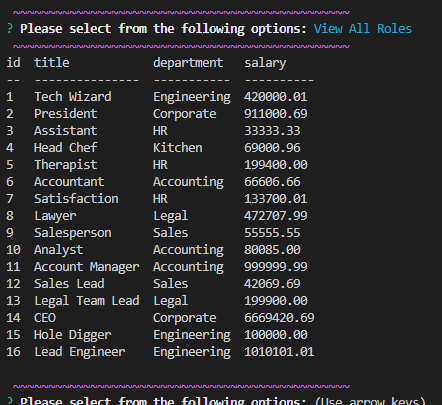 ~~~~~~~~~~~~~~~~~~~~~~~~~~~~~~~~~~~~~~~~~~~~~~~~
? Please select from the following options: View All Roles
~~~~~~~~~~~~~~~~~~~~~~~~~~~~~~~~~~~~~~~~~~~~~~~~
id  title            department   salary
--  ---------------  -----------  ----------
1   Tech Wizard      Engineering  420000.01
2   President        Corporate    911000.69
3   Assistant        HR           33333.33
4   Head Chef        Kitchen      69000.96
5   Therapist        HR           199400.00
6   Accountant       Accounting   66606.66
7   Satisfaction     HR           133700.01
8   Lawyer           Legal        472707.99
9   Salesperson      Sales        55555.55
10  Analyst          Accounting   80085.00
11  Account Manager  Accounting   999999.99
12  Sales Lead       Sales        42069.69
13  Legal Team Lead  Legal        199900.00
14  CEO              Corporate    6669420.69
15  Hole Digger      Engineering  100000.00
16  Lead Engineer    Engineering  1010101.01
~~~~~~~~~~~~~~~~~~~~~~~~~~~~~~~~~~~~~~~~~~~~~~~~
? Please select from the following options: (Use arrow keys)